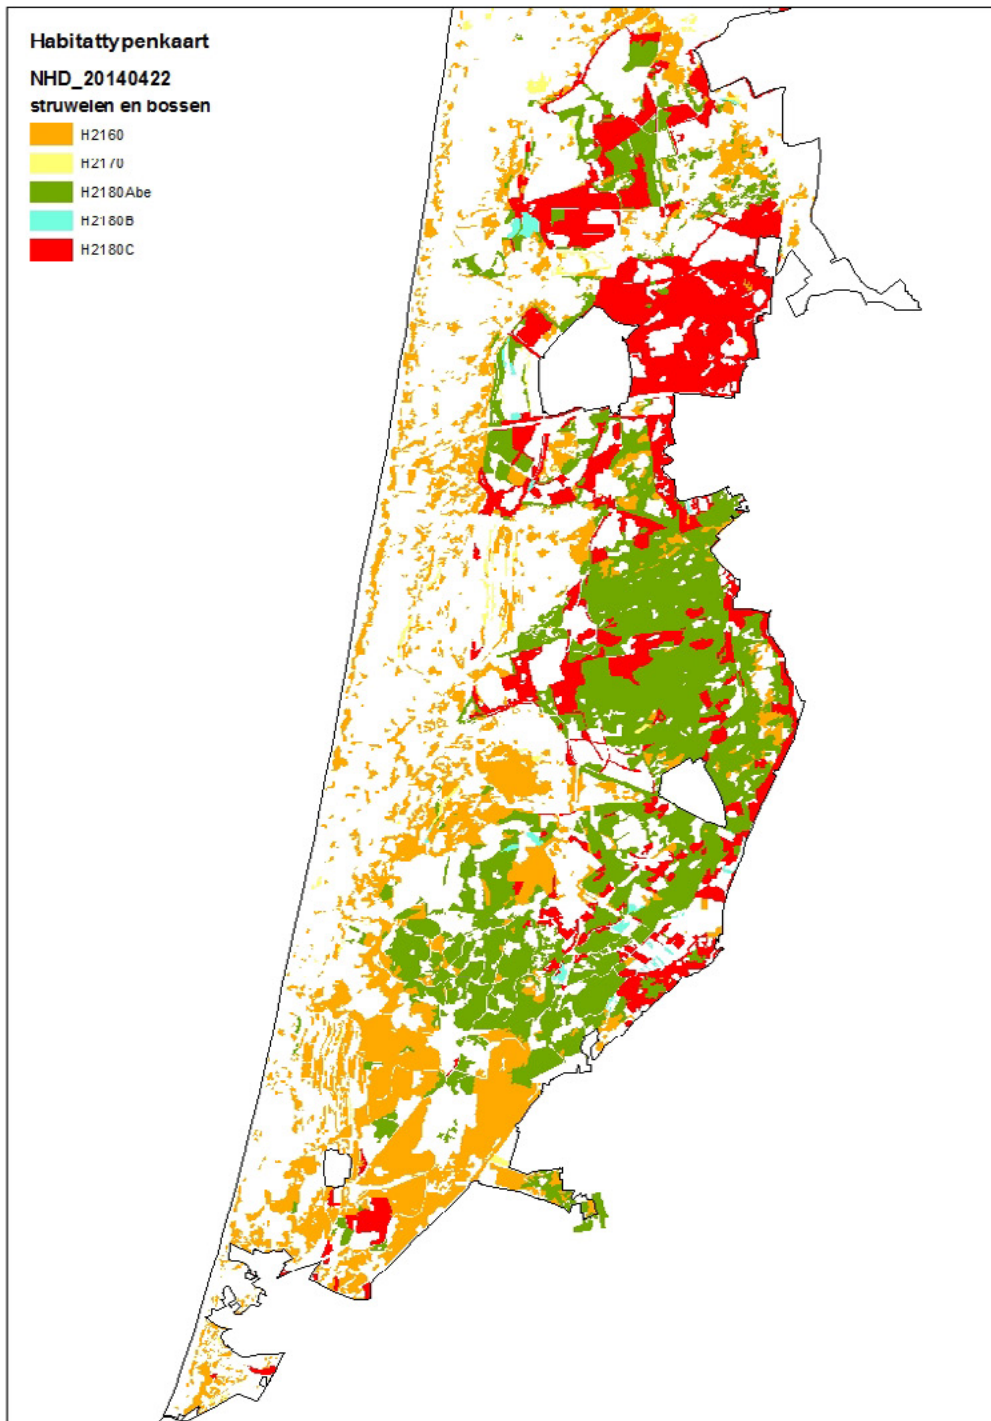 Habitattypenkaart
NHD_20140422
struwelen en bossen
H2160
H2170
H2180Abe
H2180B
H2180C